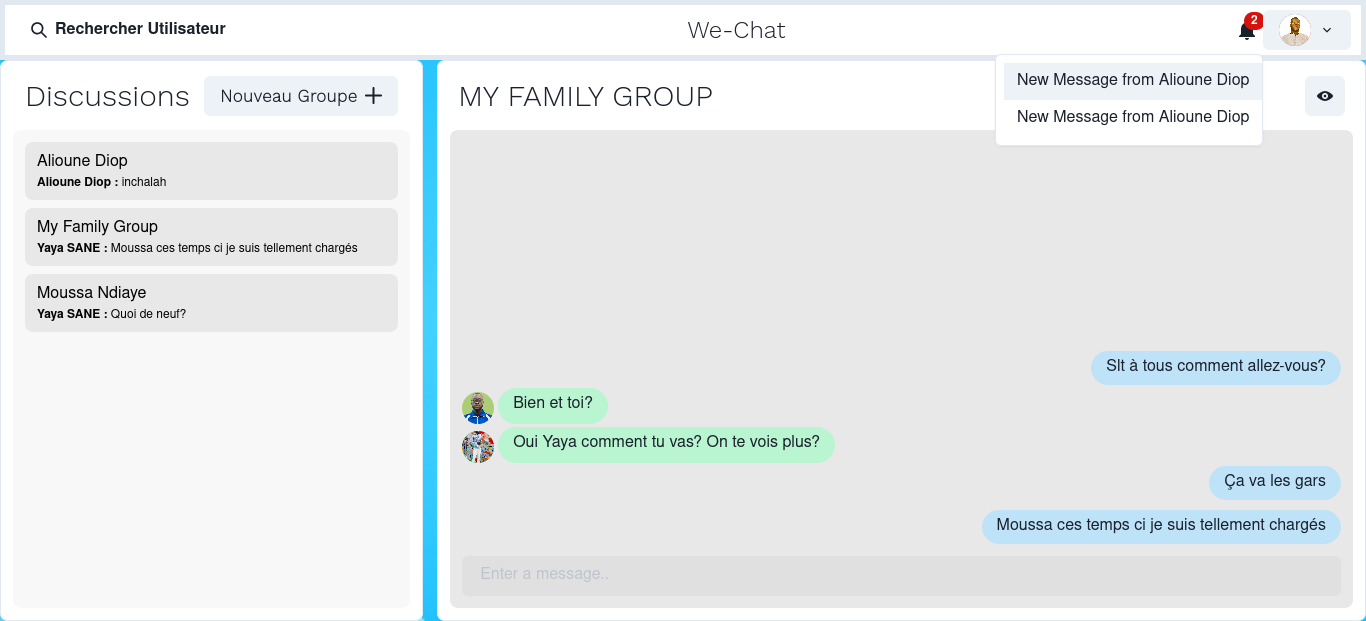 Rechercher Utilisateur
We-Chat
2
New Message from Alioune Diop
New Message from Alioune Diop
Discussions
Nouveau Groupe +
Alioune Diop
Alioune Diop : inchalah
My Family Group
Yaya SANE : Moussa ces temps ci je suis tellement chargés
Moussa Ndiaye
Yaya SANE : Quoi de neuf?
MY FAMILY GROUP
Slt à tous comment allez-vous?
Bien et toi?
Oui Yaya comment tu vas? On te vois plus?
Ça va les gars
Moussa ces temps ci je suis tellement chargés
Enter a message..